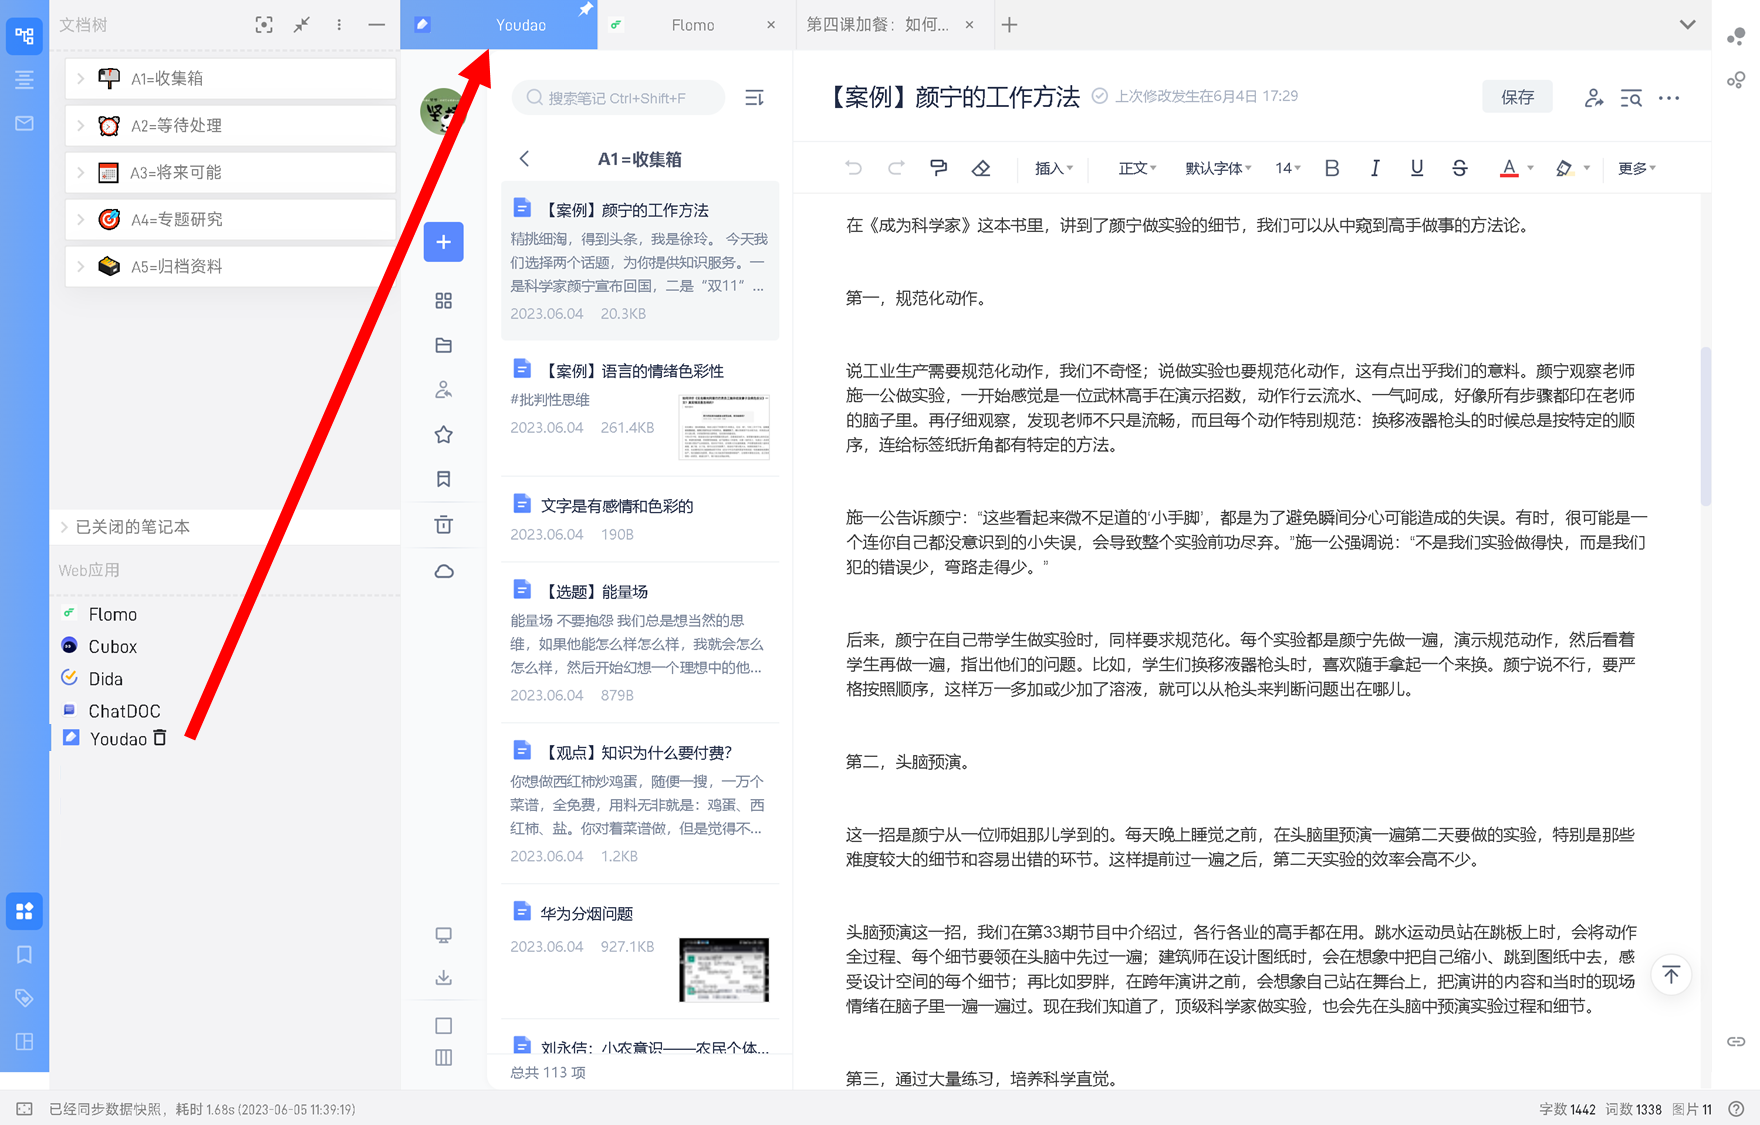 文档树
A1=收集箱
A2=等待处理
A3=将来可能
A4=专题研究
A5=归档资料
已关闭的笔记本
Web应用
Flomo
Cubox
Dida
ChatDOC
Youdao
Youdao
Flomo
第四课加餐：如何...
搜索笔记 Ctrl+Shift+F
A1=收集箱
【案例】颜宁的工作方法
精挑细淘，得到头条，我是徐玲。 今天我
们选择两个话题，为你提供知识服务。一
是科学家颜宁宣布回国，二是“双11”...
2023.06.04 20.3KB
【案例】语言的情绪色彩性
#批判性思维
2023.06.04 261.4KB
文字是有感情和色彩的
2023.06.04 190B
【选题】能量场
能量场 不要抱怨 我们总是想当然的思
维，如果他能怎么样怎么样，我就会怎么
怎么样，然后开始幻想一个理想中的他...
2023.06.04 879B
【观点】知识为什么要付费？
你想做西红柿炒鸡蛋，随便一搜，一万个
菜谱，全免费，用料无非就是：鸡蛋、西
红柿、盐。你对着菜谱做，但是觉得不...
2023.06.04 1.2KB
华为分烟问题
2023.06.04 927.1KB
刘永佶：小农意识——农民个体...
总共 113 项
【案例】颜宁的工作方法
上次修改发生在6月4日 17:29
保存
插入 正文 默认字体 14 B I U S A 更多
在《成为科学家》这本书里，讲到了颜宁做实验的细节，我们可以从中窥到高手做事的方法论。
第一，规范化动作。
说工业生产需要规范化动作，我们不奇怪；说做实验也要规范化动作，这有点出乎我们的意料。颜宁观察老师
施一公做实验，一开始感觉是一位武林高手在演示招数，动作行云流水、一气呵成，好像所有步骤都印在老师
的脑子里。再仔细观察，发现老师不只是流畅，而且每个动作特别规范：换移液器枪头的时候总是按特定的顺
序，连给标签纸折角都有特定的方法。
施一公告诉颜宁：“这些看起来微不足道的‘小手脚’，都是为了避免瞬间分心可能造成的失误。有时，很可能是一
个连你自己都没意识到的小失误，会导致整个实验前功尽弃。”施一公强调说：“不是我们实验做得快，而是我们
犯的错误少，弯路走得少。”
后来，颜宁在自己带学生做实验时，同样要求规范化。每个实验都是颜宁先做一遍，演示规范动作，然后看着
学生再做一遍，指出他们的问题。比如，学生们换移液器枪头时，喜欢随手拿起一个来换。颜宁说不行，要严
格按照顺序，这样万一多加或少加了溶液，就可以从枪头来判断问题出在哪儿。
第二，头脑预演。
这一招是颜宁从一位师姐那儿学到的。每天晚上睡觉之前，在头脑里预演一遍第二天要做的实验，特别是那些
难度较大的细节和容易出错的环节。这样提前过一遍之后，第二天实验的效率会高不少。
头脑预演这一招，我们在第33期节目中介绍过，各行各业的高手都在用。跳水运动员站在跳板上时，会将动作
全过程、每个细节要领在头脑中先过一遍；建筑师在设计图纸时，会在想象中把自己缩小、跳到图纸中去，感
受设计空间的每个细节；再比如罗胖，在跨年演讲之前，会想象自己站在舞台上，把演讲的内容和当时的现场
情绪在脑子里一遍一遍过。现在我们知道了，顶级科学家做实验，也会先在头脑中预演实验过程和细节。
第三，通过大量练习，培养科学直觉。
已经同步数据快照，耗时 1.68s (2023-06-05 11:39:19)
字数 1442 词数 1338 图片 11